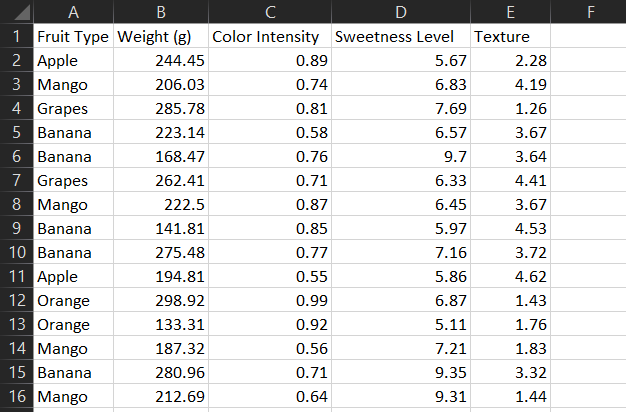 A B C D E F
1 Fruit Type Weight (g) Color Intensity Sweetness Level Texture
2 Apple 244.45 0.89 5.67 2.28
3 Mango 206.03 0.74 6.83 4.19
4 Grapes 285.78 0.81 7.69 1.26
5 Banana 223.14 0.58 6.57 3.67
6 Banana 168.47 0.76 9.7 3.64
7 Grapes 262.41 0.71 6.33 4.41
8 Mango 222.5 0.87 6.45 3.67
9 Banana 141.81 0.85 5.97 4.53
10 Banana 275.48 0.77 7.16 3.72
11 Apple 194.81 0.55 5.86 4.62
12 Orange 298.92 0.99 6.87 1.43
13 Orange 133.31 0.92 5.11 1.76
14 Mango 187.32 0.56 7.21 1.83
15 Banana 280.96 0.71 9.35 3.32
16 Mango 212.69 0.64 9.31 1.44